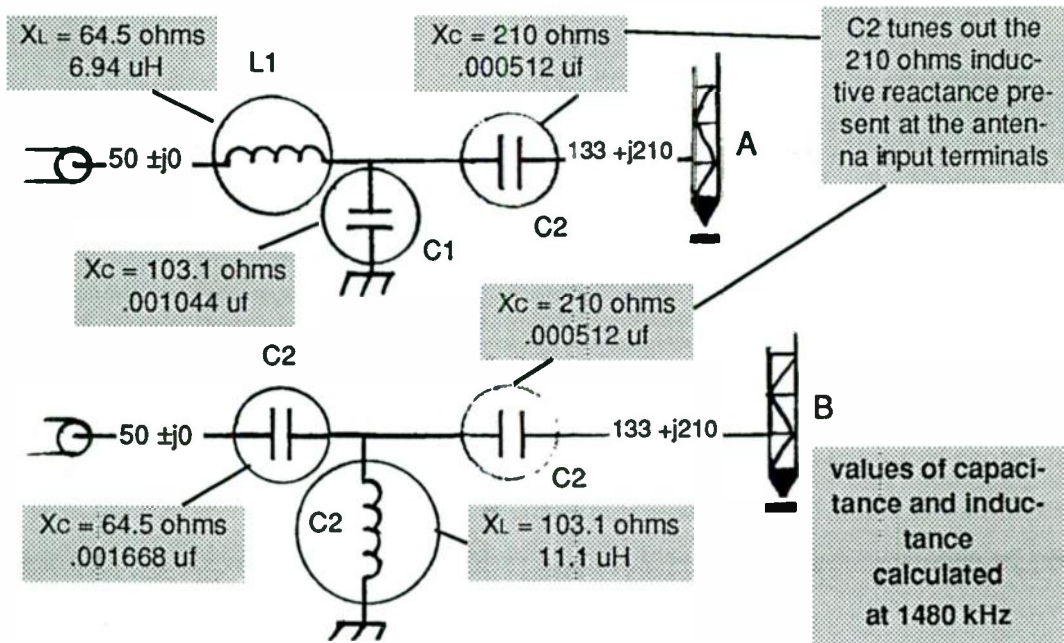 XL = 64.5 ohms
6.94 uH
L1
Xc = 210 ohms
.000512 uf
C2 tunes out the
210 ohms induc-
tive reactance pre-
sent at the anten-
na input terminals
50 ±j0
133 +j210
A
C2
C1
Xc = 103.1 ohms
.001044 uf
Xc = 210 ohms
.000512 uf
C2
50 ±j0
133 +j210
B
C2
C2
Xc = 64.5 ohms
.001668 uf
XL = 103.1 ohms
11.1 uH
values of capaci-
tance and induc-
tance
calculated
at 1480 kHz